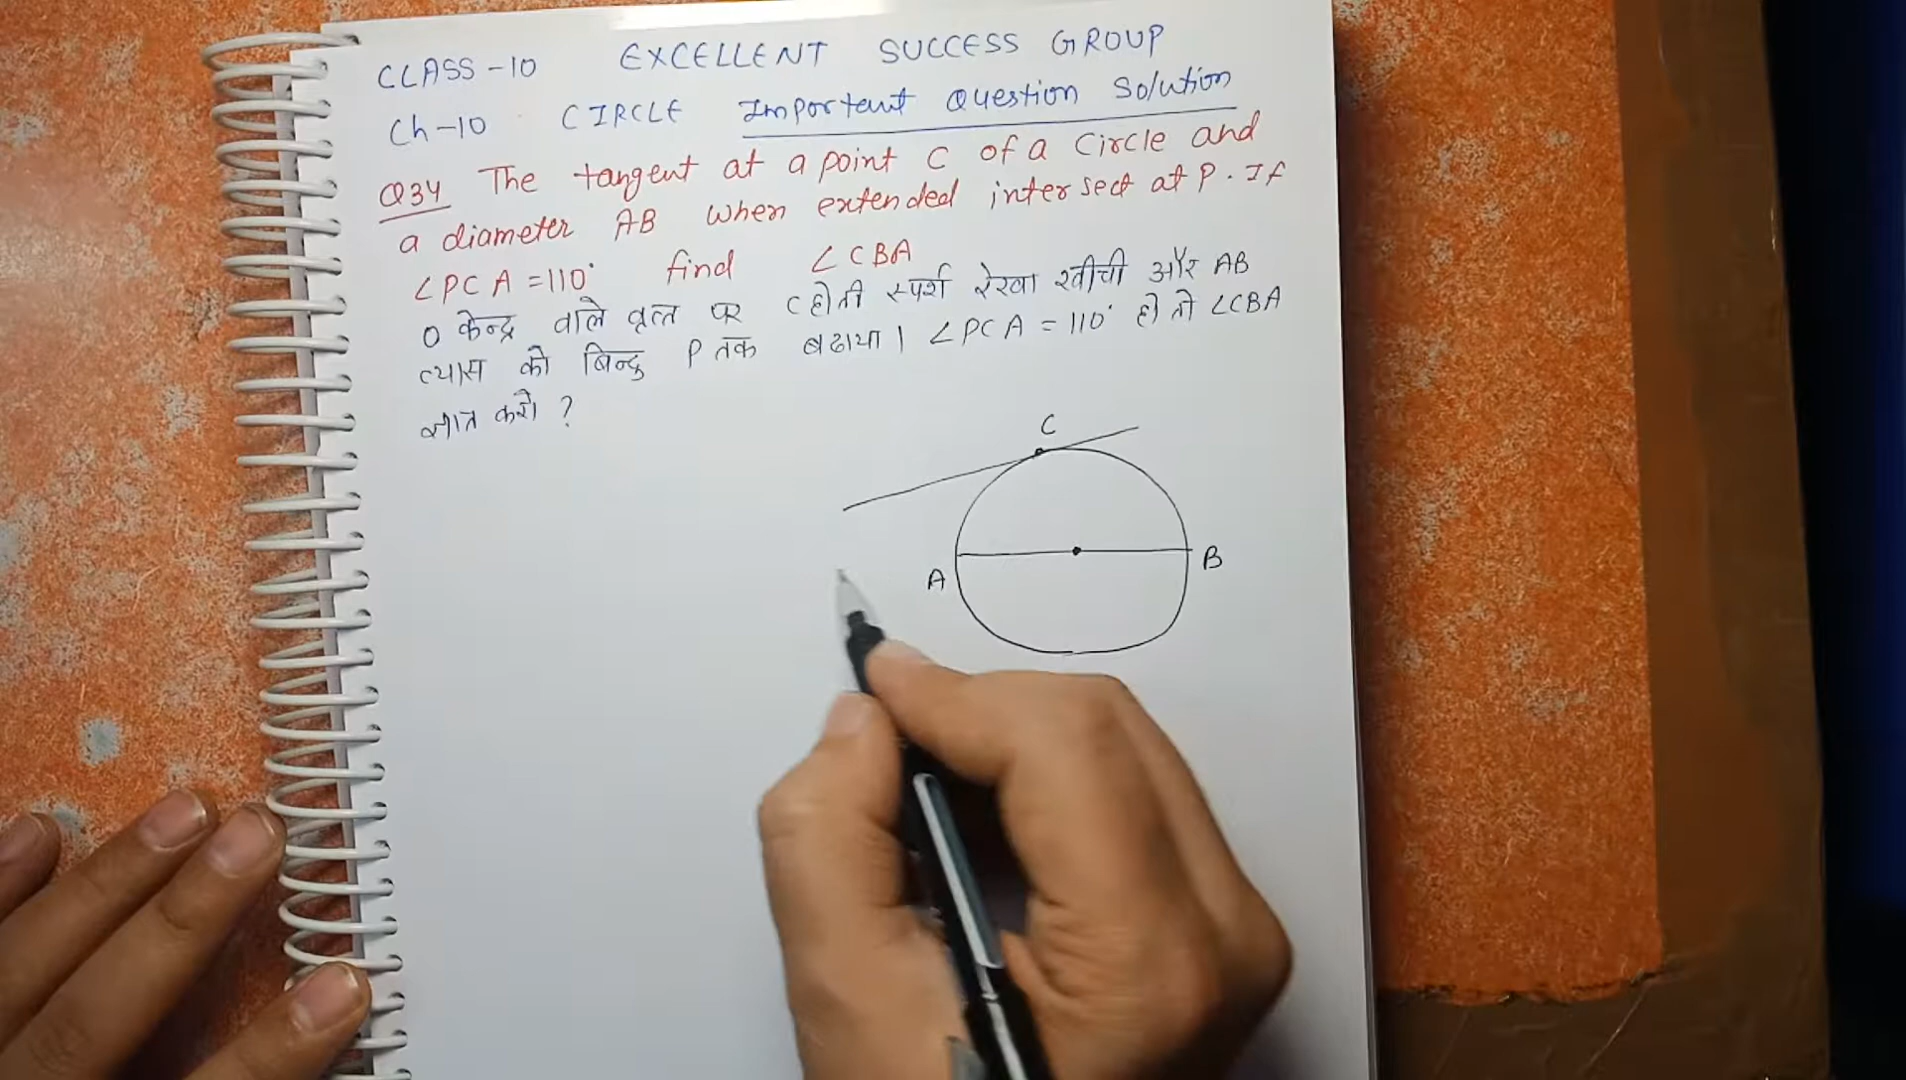 CLASS-10 EXCELLENT SUCCESS GROUP
Ch-10 CIRCLE Important Question Solution
Q34 The tangent at a point C of a Circle and
a diameter AB when extended intersect at P. If
∠PCA = 110° find ∠CBA
O केन्द्र वाले वृत्त पर C होती स्पर्श रेखा खीची और AB
व्यास को बिन्दु P तक बढाया। ∠PCA = 110° हो तो ∠CBA
ज्ञात करो ?
C
A
B